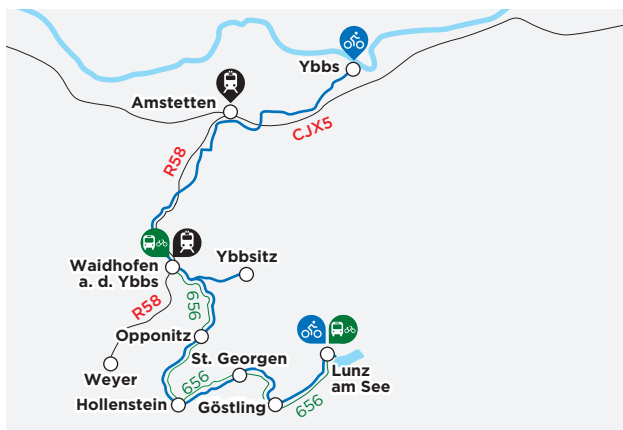 Ybbs
Amstetten
CJX5
R58
Waidhofen
a. d. Ybbs
Ybbsitz
R58
656
Opponitz
St. Georgen
Weyer
656
Lunz
am See
Hollenstein
Göstling
656